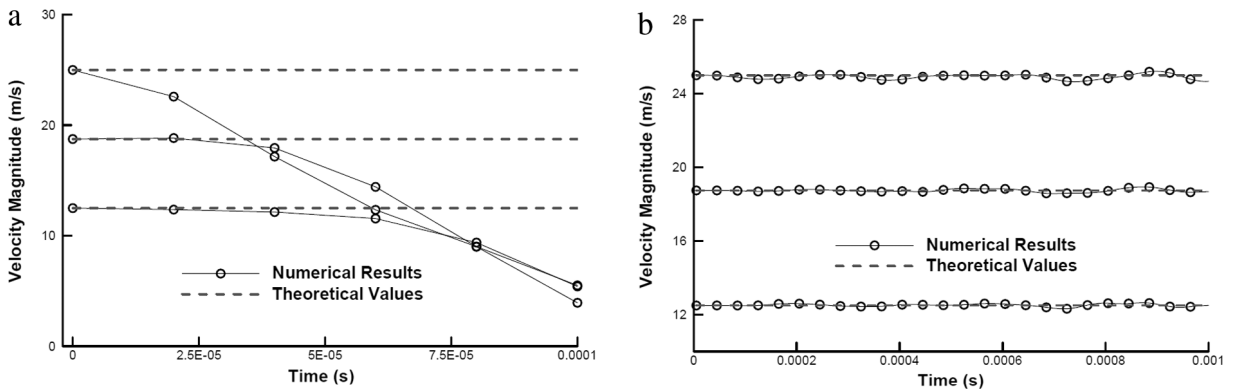 a
30
20
10
0
Velocity Magnitude (m/s)
Numerical Results
Theoretical Values
0
2.5E-05
5E-05
7.5E-05
0.0001
Time (s)
b
28
24
20
16
12
Velocity Magnitude (m/s)
Numerical Results
Theoretical Values
0
0.0002
0.0004
0.0006
0.0008
0.001
Time (s)